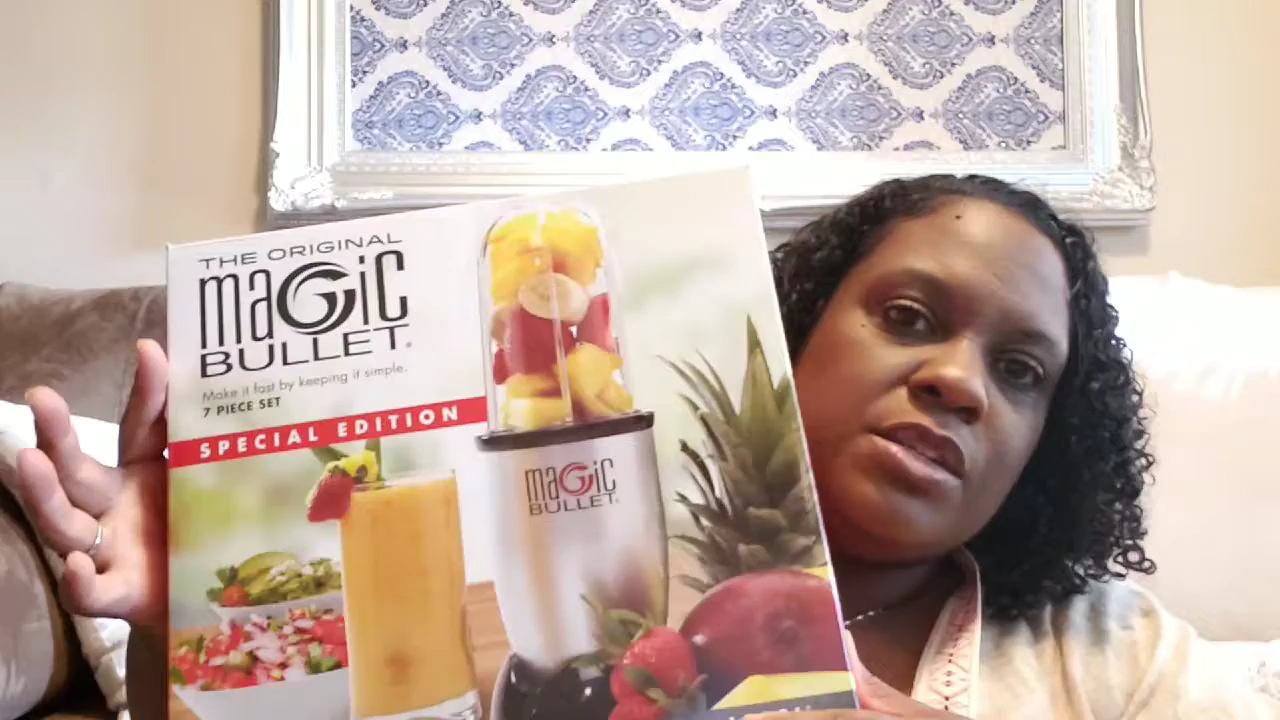 THE ORIGINAL
magic
BULLET®
Make it fast by keeping it simple.
7 PIECE SET
SPECIAL EDITION
magic
BULLET®